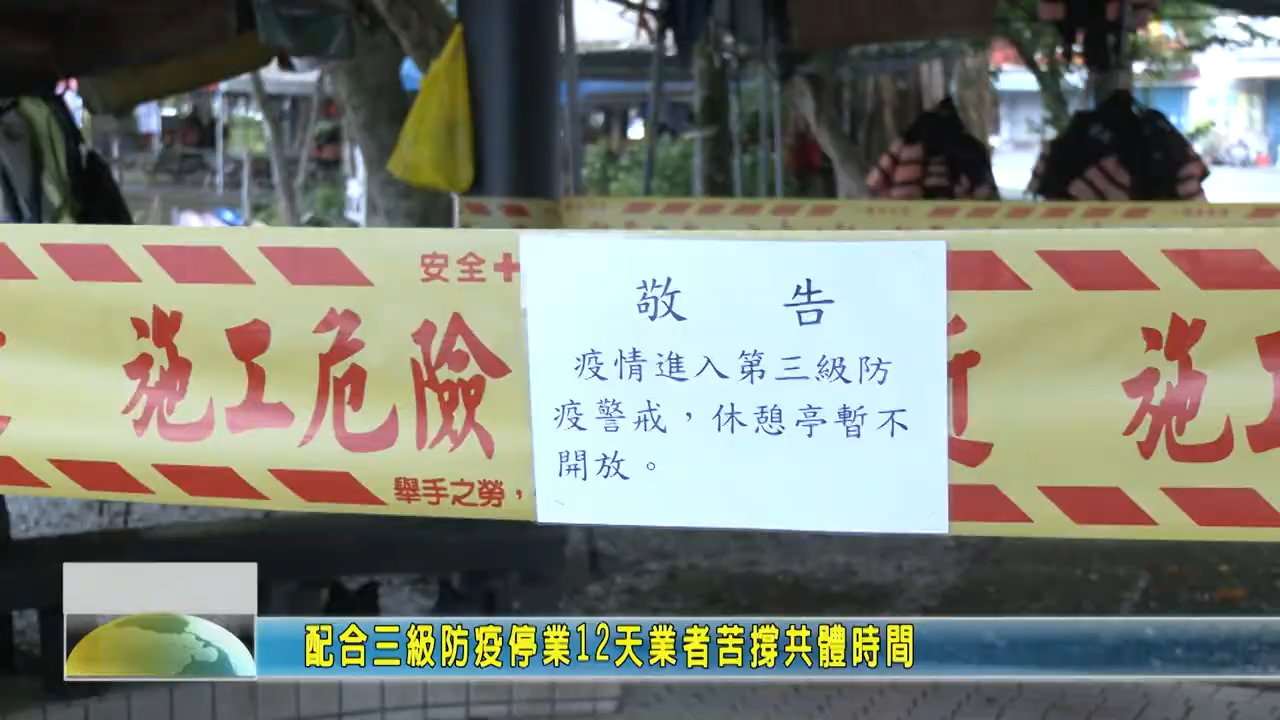 安全
施工危險
施工
舉手之勞，
敬 告
疫情進入第三級防
疫警戒，休憩亭暫不
開放。
配合三級防疫停業12天業者苦撐共體時間